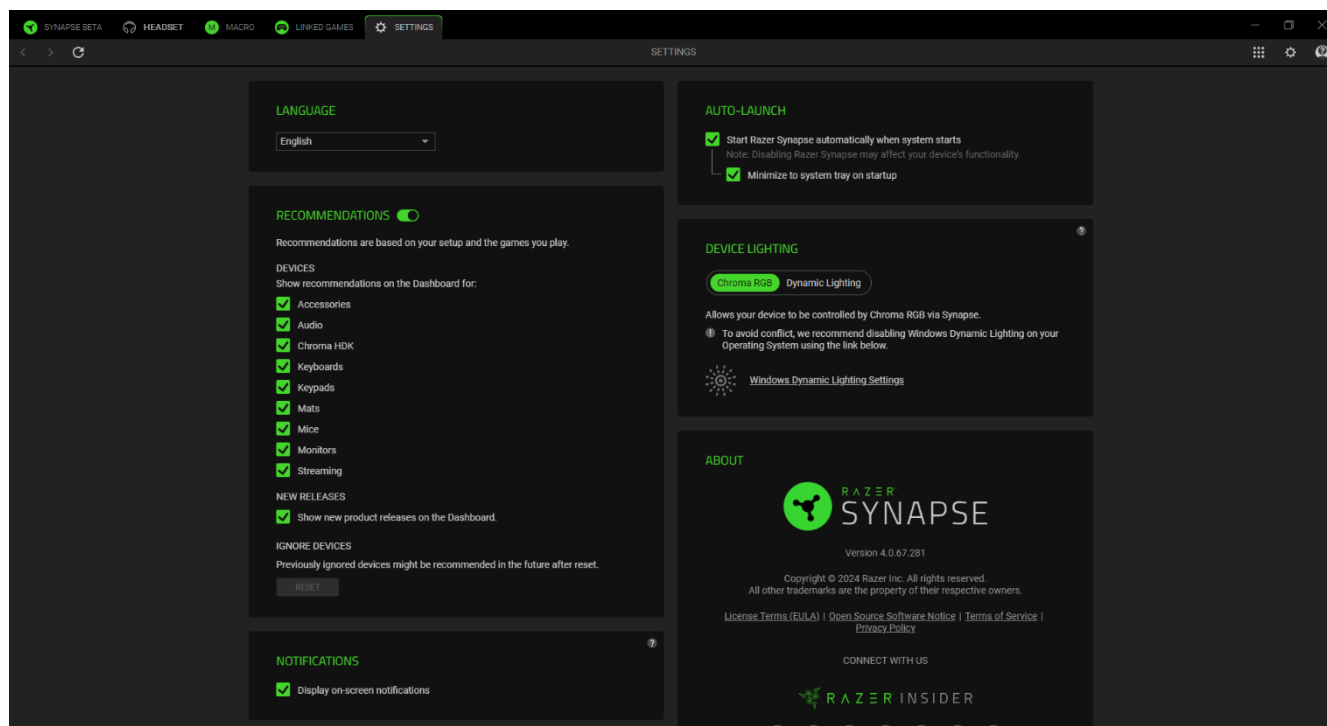 SYNAPSE BETA
HEADSET
M MACRO
LINKED GAMES
SETTINGS
SETTINGS
LANGUAGE
English
RECOMMENDATIONS
Recommendations are based on your setup and the games you play.
DEVICES
Show recommendations on the Dashboard for:
Accessories
Audio
Chroma HDK
Keyboards
Keypads
Mats
Mice
Monitors
Streaming
NEW RELEASES
Show new product releases on the Dashboard.
IGNORE DEVICES
Previously ignored devices might be recommended in the future after reset.
RESET
?
NOTIFICATIONS
Display on-screen notifications
AUTO-LAUNCH
Start Razer Synapse automatically when system starts
Note: Disabling Razer Synapse may affect your device's functionality.
Minimize to system tray on startup
?
DEVICE LIGHTING
Chroma RGB Dynamic Lighting
Allows your device to be controlled by Chroma RGB via Synapse.
! To avoid conflict, we recommend disabling Windows Dynamic Lighting on your
Operating System using the link below.
Windows Dynamic Lighting Settings
ABOUT
RAZER
SYNAPSE
Version 4.0.67.281
Copyright © 2024 Razer Inc. All rights reserved.
All other trademarks are the property of their respective owners.
License Terms (EULA) | Open Source Software Notice | Terms of Service |
Privacy Policy
CONNECT WITH US
RAZER INSIDER